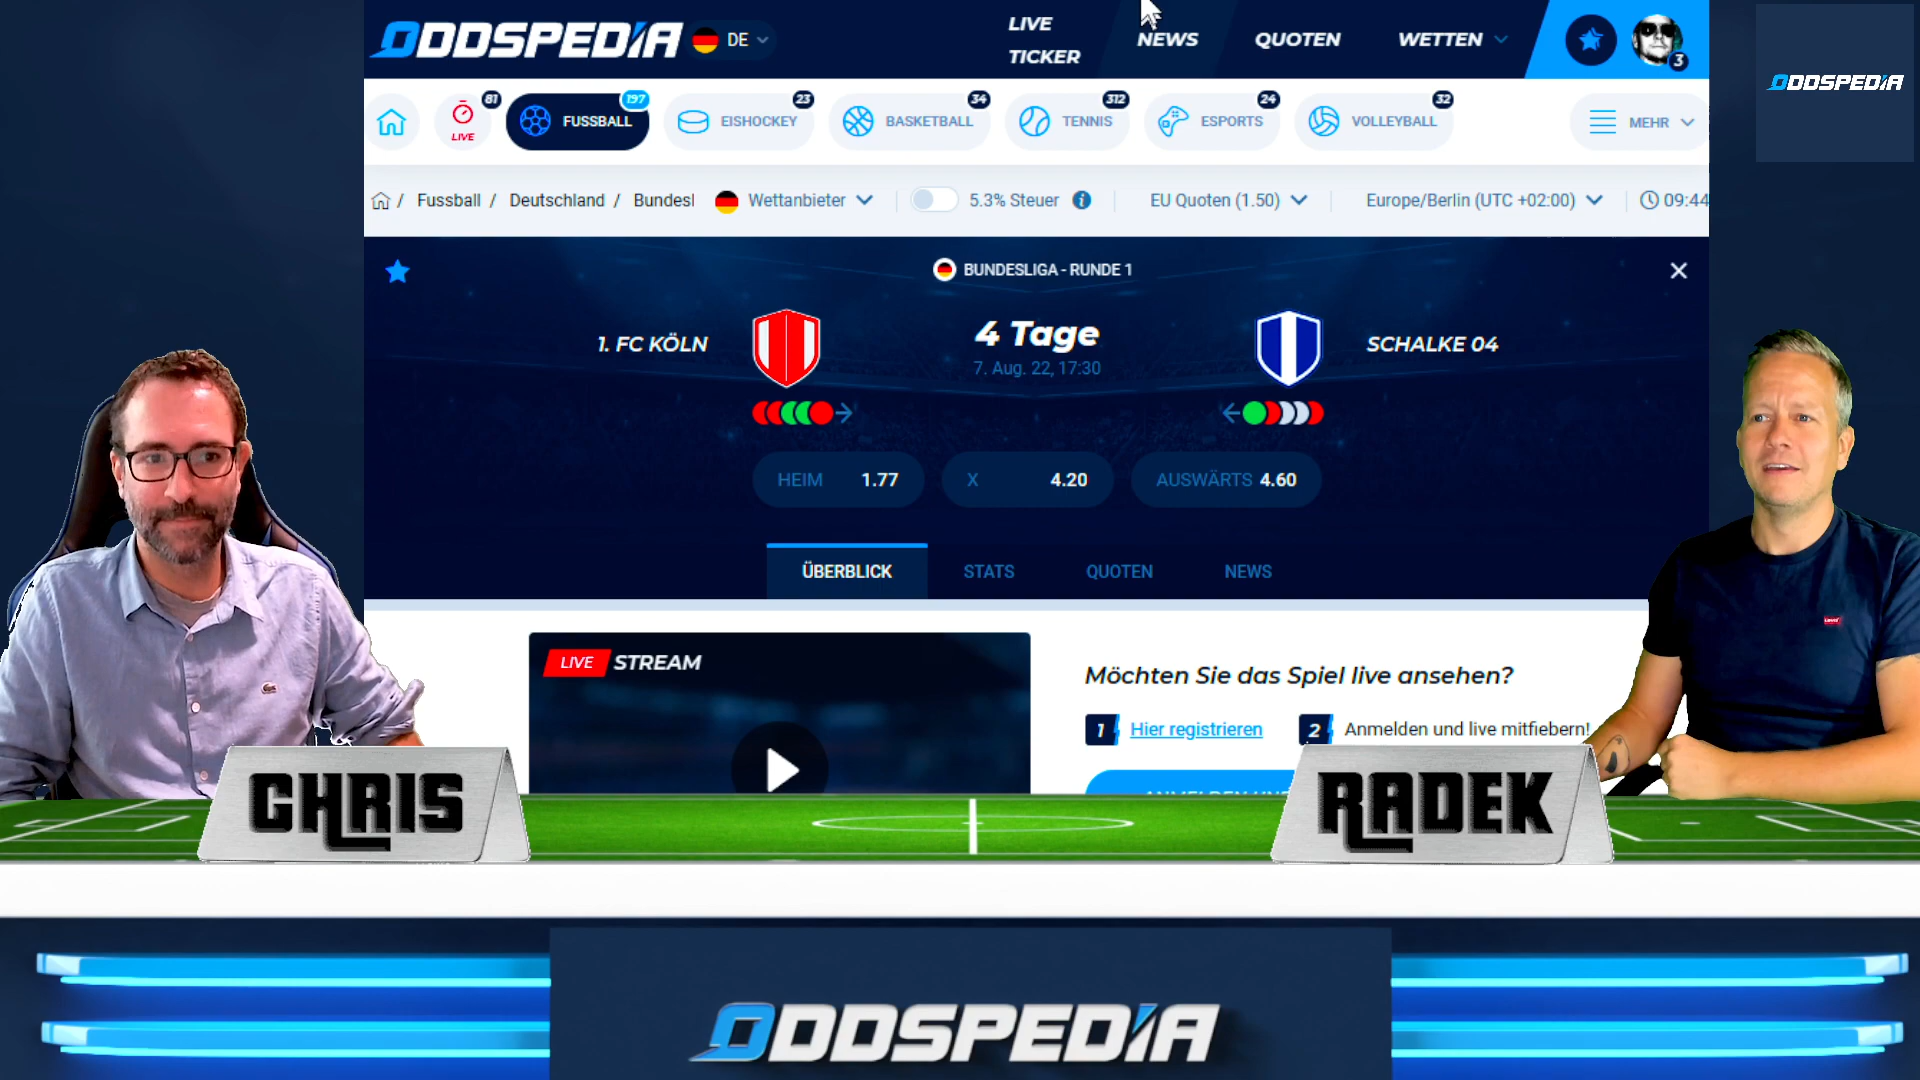 ODDSPEDIA
DE
LIVE TICKER
NEWS
QUOTEN
WETTEN
3
ODDSPEDIA
LIVE
81
FUSSBALL
197
EISHOCKEY
23
BASKETBALL
34
TENNIS
312
ESPORTS
24
VOLLEYBALL
32
MEHR
/ Fussball / Deutschland / Bundesl
Wettanbieter
5.3% Steuer
EU Quoten (1.50)
Europe/Berlin (UTC +02:00)
09:44
BUNDESLIGA - RUNDE 1
1. FC KÖLN
4 Tage
7. Aug. 22, 17:30
SCHALKE 04
HEIM 1.77
X 4.20
AUSWÄRTS 4.60
ÜBERBLICK
STATS
QUOTEN
NEWS
LIVE STREAM
Möchten Sie das Spiel live ansehen?
1 Hier registrieren
2 Anmelden und live mitfiebern!
CHRIS
RADEK
ODDSPEDIA